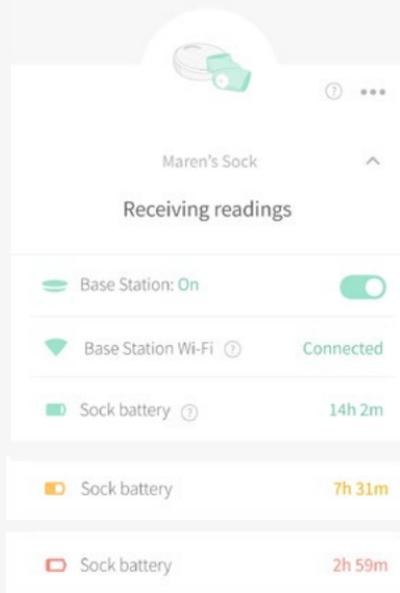 Maren's Sock
Receiving readings
Base Station: On
Base Station Wi-Fi ? Connected
Sock battery ? 14h 2m
Sock battery 7h 31m
Sock battery 2h 59m